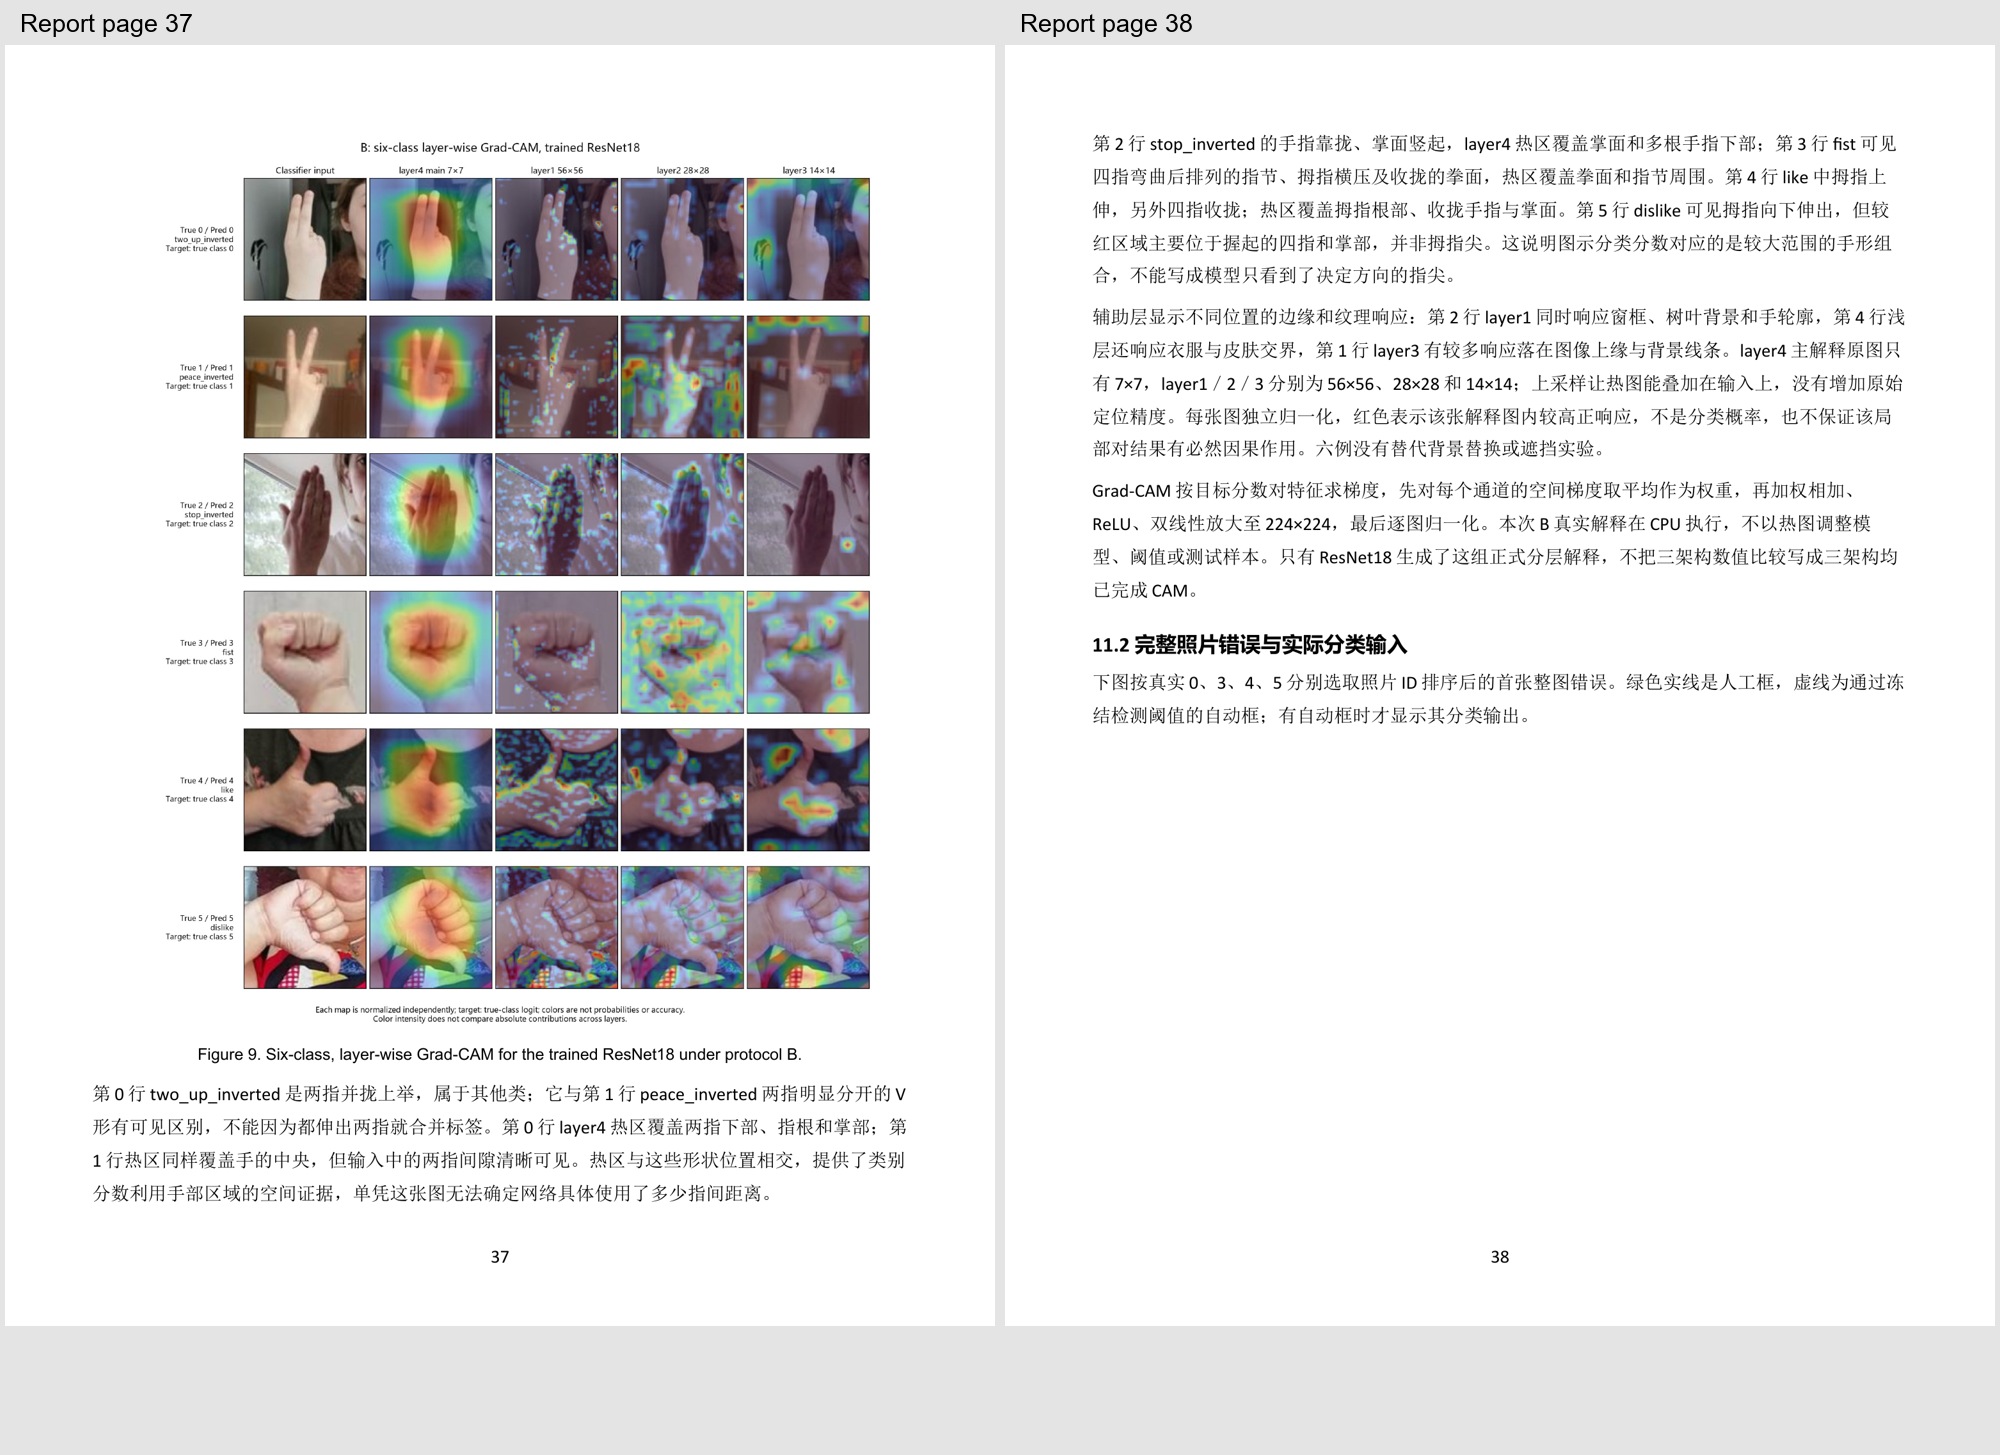 Report page 37
B: six-class layer-wise Grad-CAM, trained ResNet18
Classifier input layer4 main 7×7 layer1 56×56 layer2 28×28 layer3 14×14
True 0 / Pred 0
two_up_inverted
Target: true class 0
True 1 / Pred 1
peace_inverted
Target: true class 1
True 2 / Pred 2
stop_inverted
Target: true class 2
True 3 / Pred 3
fist
Target: true class 3
True 4 / Pred 4
like
Target: true class 4
True 5 / Pred 5
dislike
Target: true class 5
Each map is normalized independently; target: true-class logit; colors are not probabilities or accuracy.
Color intensity does not compare absolute contributions across layers.
Figure 9. Six-class, layer-wise Grad-CAM for the trained ResNet18 under protocol B.
第 0 行 two_up_inverted 是两指并拢上举，属于其他类；它与第 1 行 peace_inverted 两指明显分开的 V
形有可见区别，不能因为都伸出两指就合并标签。第 0 行 layer4 热区覆盖两指下部、指根和掌部；第
1 行热区同样覆盖手的中央，但输入中的两指间隙清晰可见。热区与这些形状位置相交，提供了类别
分数利用手部区域的空间证据，单凭这张图无法确定网络具体使用了多少指间距离。
37
Report page 38
第 2 行 stop_inverted 的手指靠拢、掌面竖起，layer4 热区覆盖掌面和多根手指下部；第 3 行 fist 可见
四指弯曲后排列的指节、拇指横压及收拢的拳面，热区覆盖拳面和指节周围。第 4 行 like 中拇指上
伸，另外四指收拢；热区覆盖拇指根部、收拢手指与掌面。第 5 行 dislike 可见拇指向下伸出，但较
红区域主要位于握起的四指和掌部，并非拇指尖。这说明图示分类分数对应的是较大范围的手形组
合，不能写成模型只看到了决定方向的指尖。
辅助层显示不同位置的边缘和纹理响应：第 2 行 layer1 同时响应窗框、树叶背景和手轮廓，第 4 行浅
层还响应衣服与皮肤交界，第 1 行 layer3 有较多响应落在图像上缘与背景线条。layer4 主解释原图只
有 7×7，layer1 / 2 / 3 分别为 56×56、28×28 和 14×14；上采样让热图能叠加在输入上，没有增加原始
定位精度。每张图独立归一化，红色表示该张解释图内较高正响应，不是分类概率，也不保证该局
部对结果有必然因果作用。六例没有替代背景替换或遮挡实验。
Grad-CAM 按目标分数对特征求梯度，先对每个通道的空间梯度取平均作为权重，再加权相加、
ReLU、双线性放大至 224×224，最后逐图归一化。本次 B 真实解释在 CPU 执行，不以热图调整模
型、阈值或测试样本。只有 ResNet18 生成了这组正式分层解释，不把三架构数值比较写成三架构均
已完成 CAM。
11.2 完整照片错误与实际分类输入
下图按真实 0、3、4、5 分别选取照片 ID 排序后的首张整图错误。绿色实线是人工框，虚线为通过冻
结检测阈值的自动框；有自动框时才显示其分类输出。
38